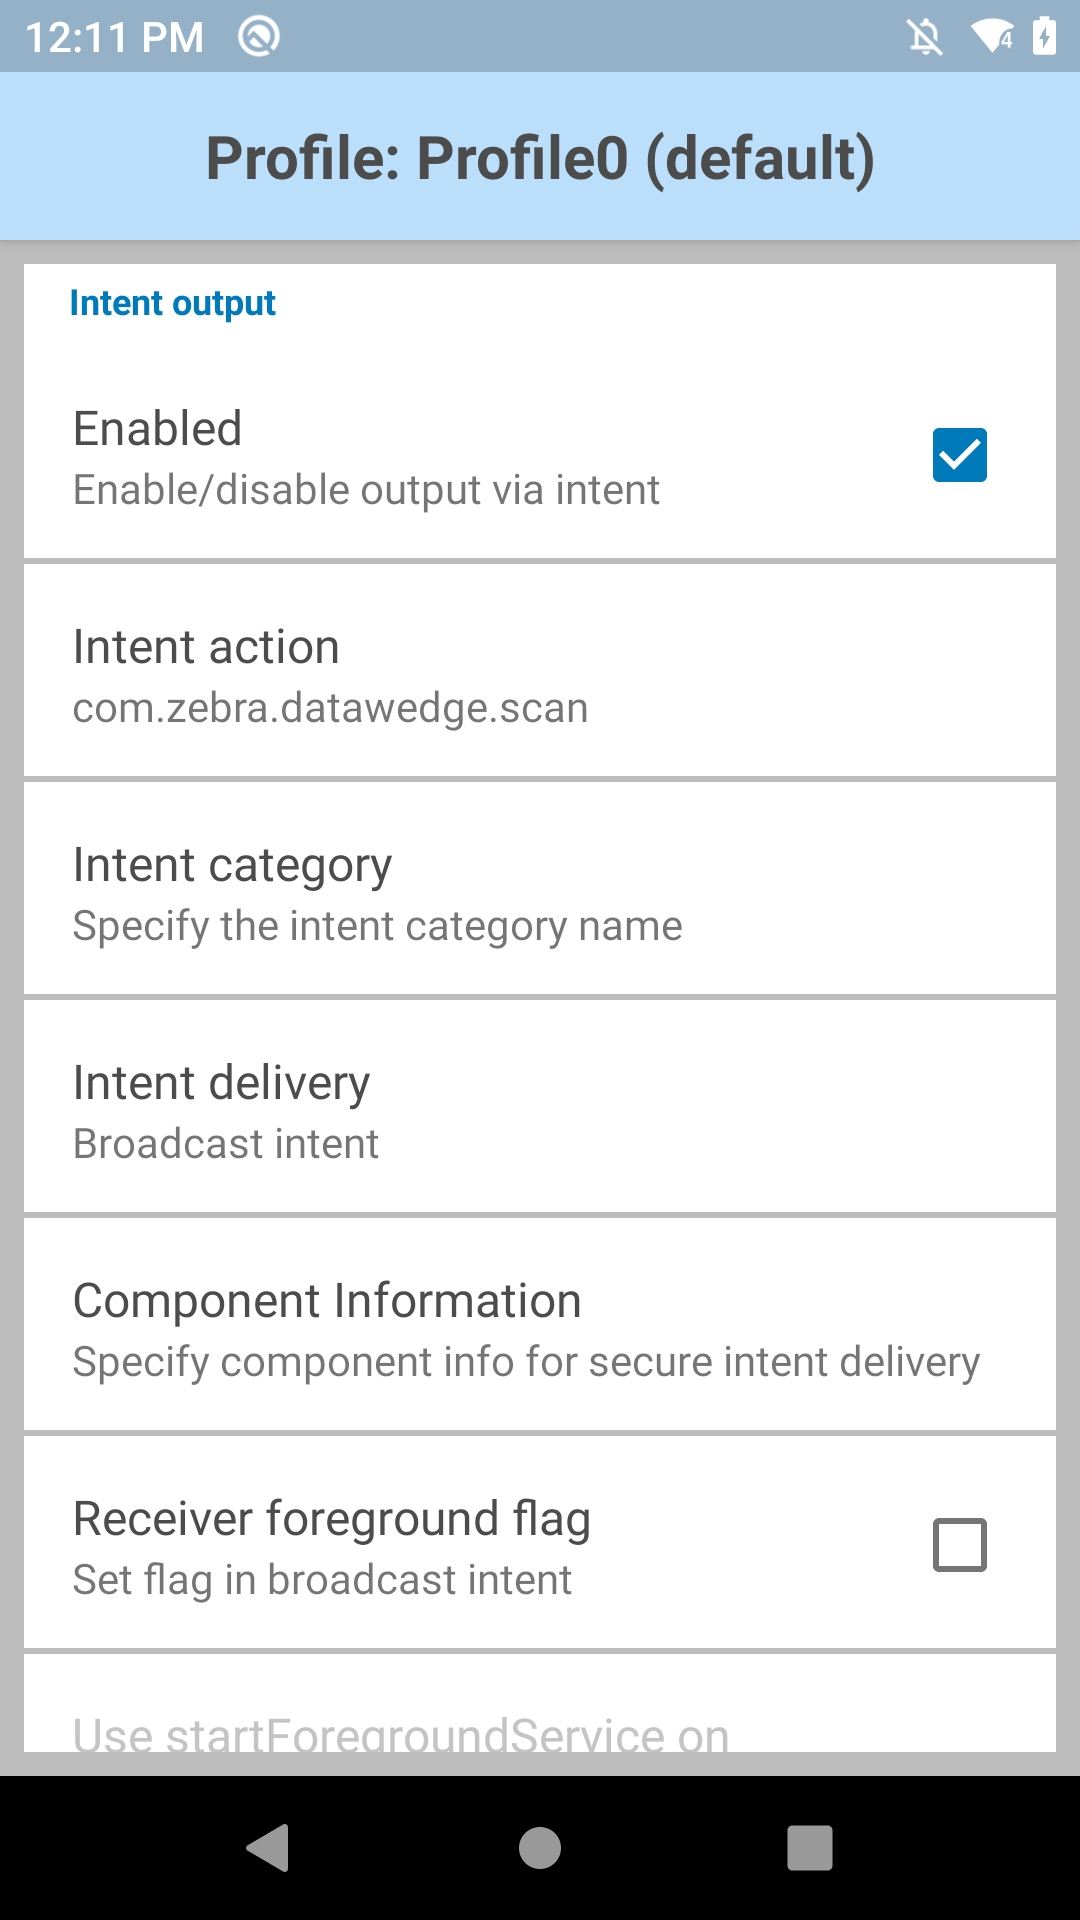 12:11 PM
4
Profile: Profile0 (default)
Intent output
Enabled
Enable/disable output via intent
Intent action
com.zebra.datawedge.scan
Intent category
Specify the intent category name
Intent delivery
Broadcast intent
Component Information
Specify component info for secure intent delivery
Receiver foreground flag
Set flag in broadcast intent
Use startForegroundService on